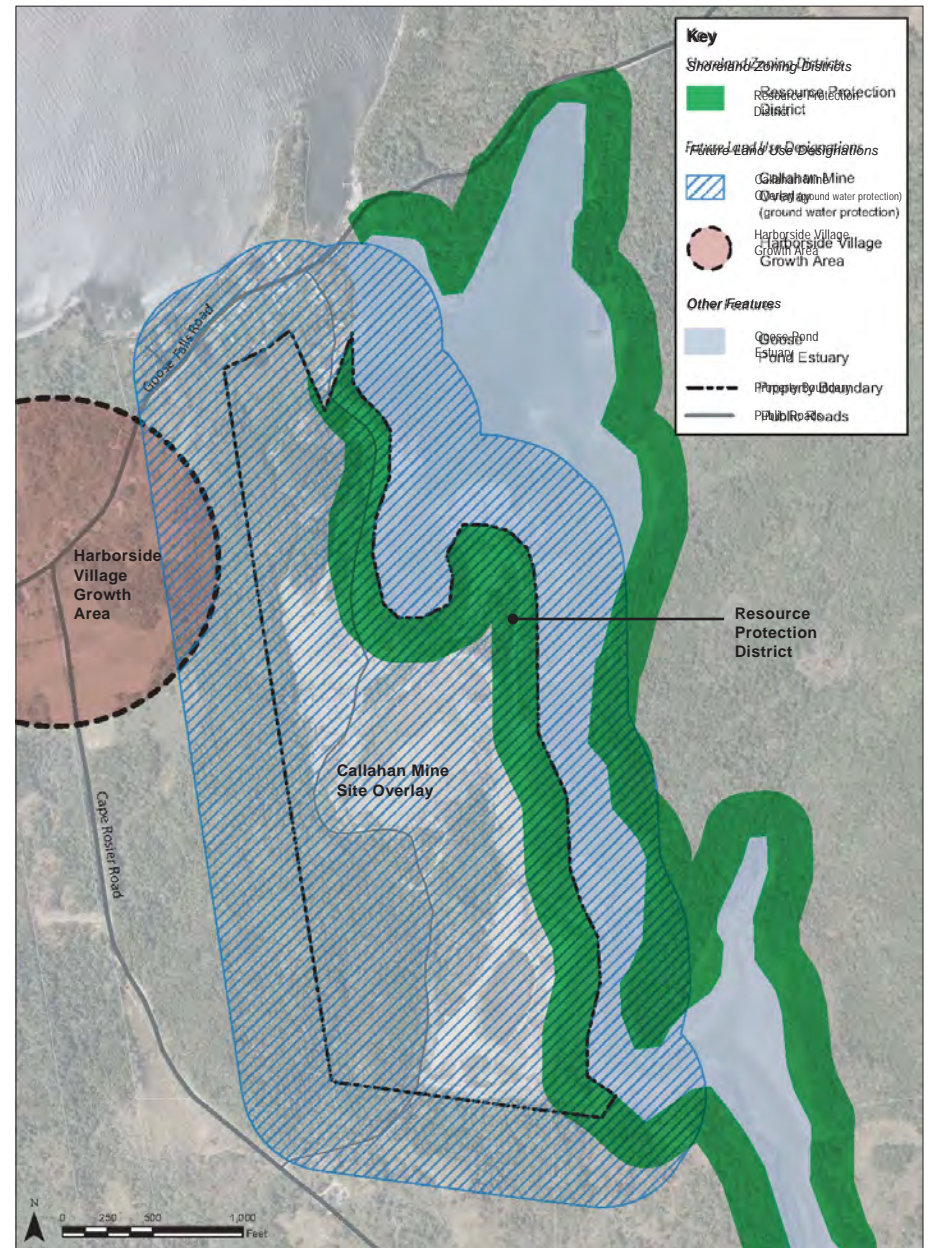 Key
Shoreland Zoning Districts
Resource Protection
District
Future Land Use Designations
Callahan Mine
Overlay
(ground water protection)
Harborside Village
Growth Area
Other Features
Goose
Pond Estuary
Property Boundary
Public Roads
Goose Falls Road
Harborside
Village
Growth
Area
Resource
Protection
District
Callahan Mine
Site Overlay
Cape Rosier Road
N
0 250 500 1,000
Feet